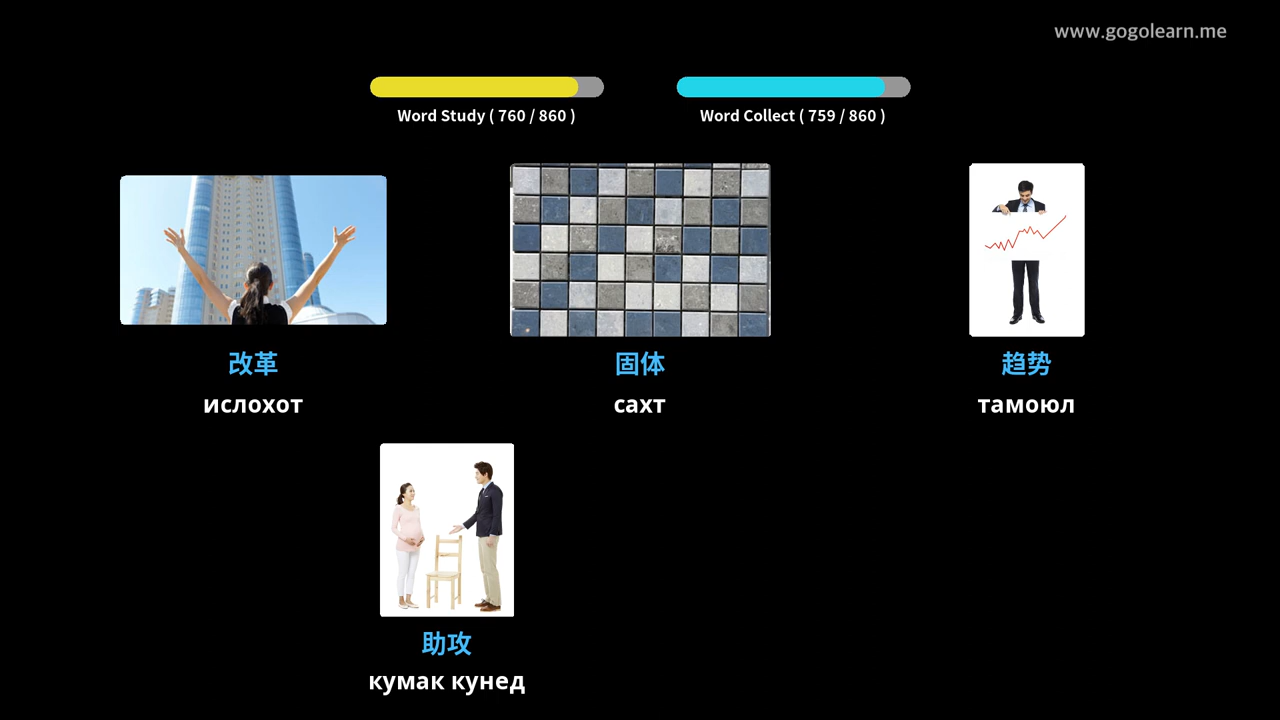 www.gogolearn.me
Word Study ( 760 / 860 )
Word Collect ( 759 / 860 )
改革
固体
趋势
ислохот
сахт
тамоюл
助攻
кумак кунед